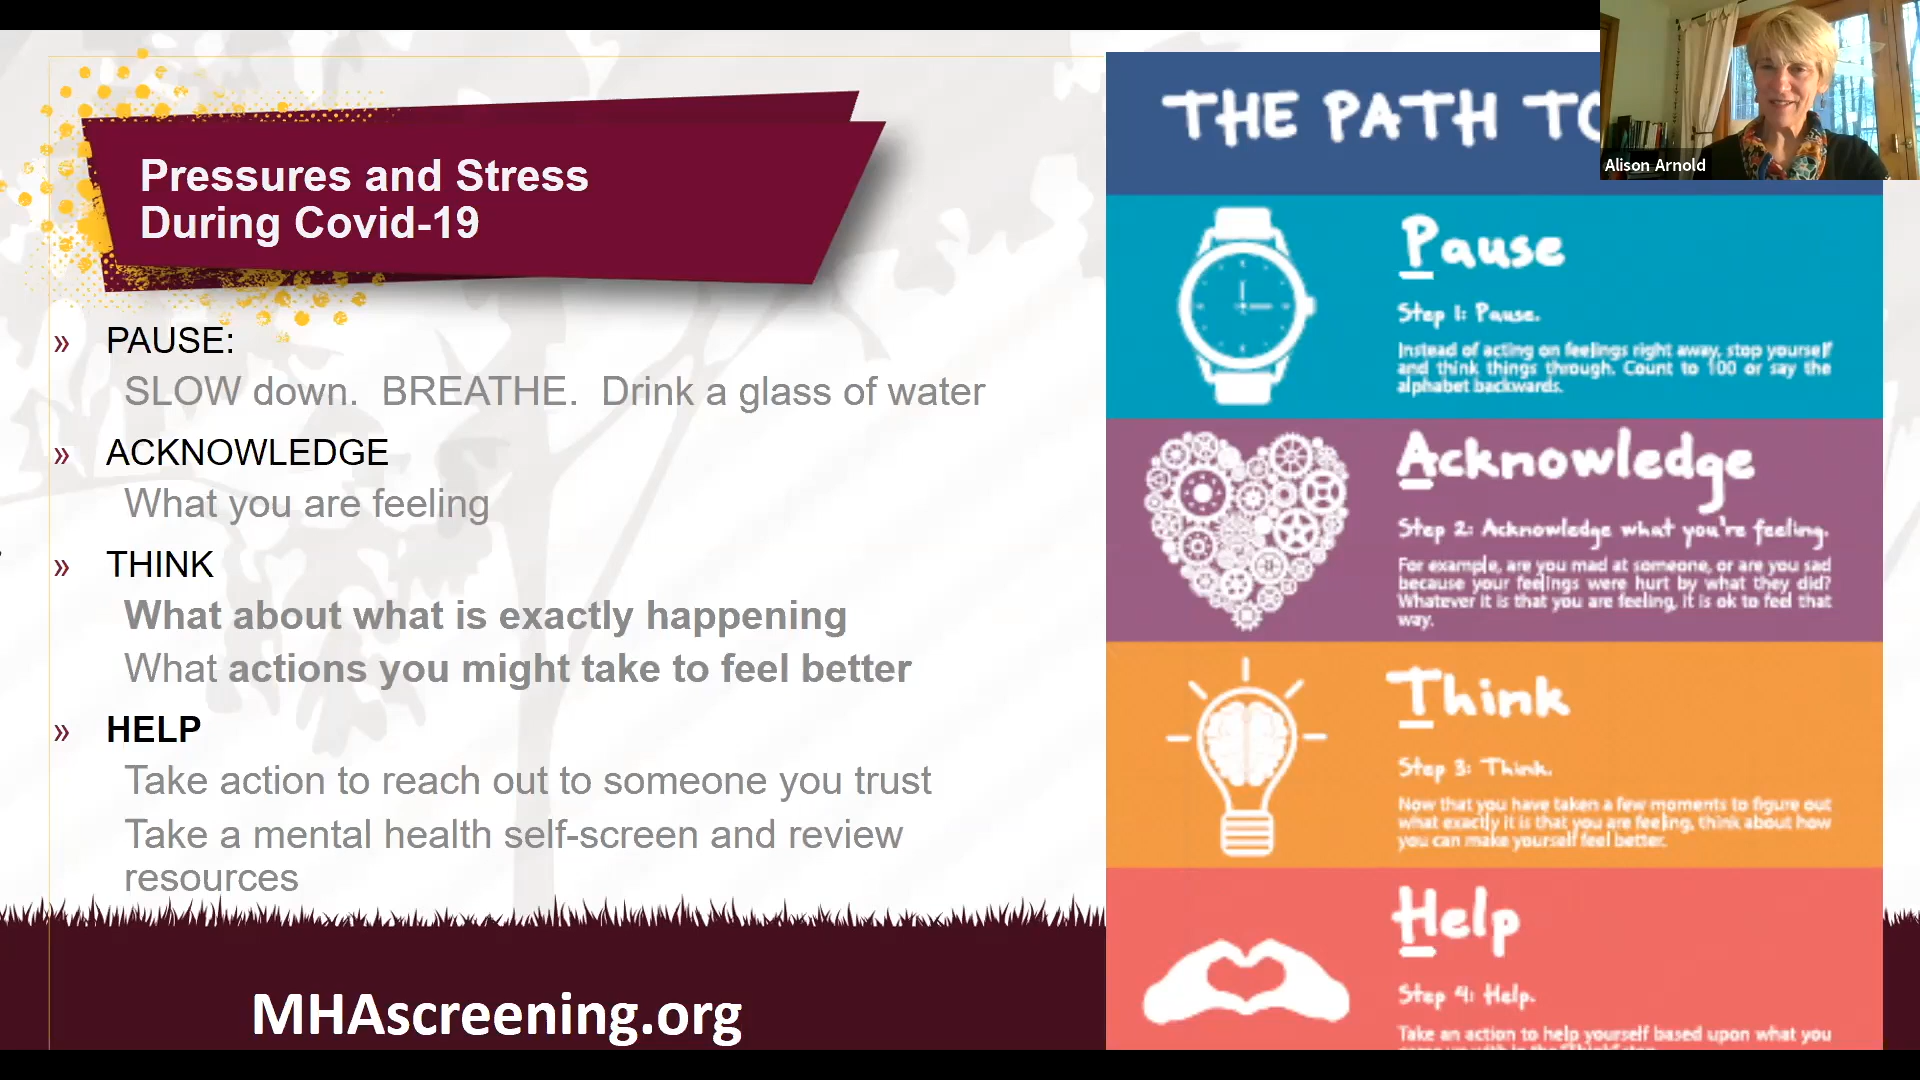 Pressures and Stress
During Covid-19
» PAUSE:
SLOW down. BREATHE. Drink a glass of water
» ACKNOWLEDGE
What you are feeling
» THINK
What about what is exactly happening
What actions you might take to feel better
» HELP
Take action to reach out to someone you trust
Take a mental health self-screen and review
resources
MHAscreening.org
THE PATH TO
Pause
Step 1: Pause.
Instead of acting on feelings right away, stop yourself
and think things through. Count to 100 or say the
alphabet backwards.
Acknowledge
Step 2: Acknowledge what you're feeling.
For example, are you mad at someone, or are you sad
because your feelings were hurt by what they did?
Whatever it is that you are feeling, it is ok to feel that
way.
Think
Step 3: Think.
Now that you have taken a few moments to figure out
what exactly it is that you are feeling, think about how
you can make yourself feel better.
Help
Step 4: Help.
Take an action to help yourself based upon what you
Alison Arnold